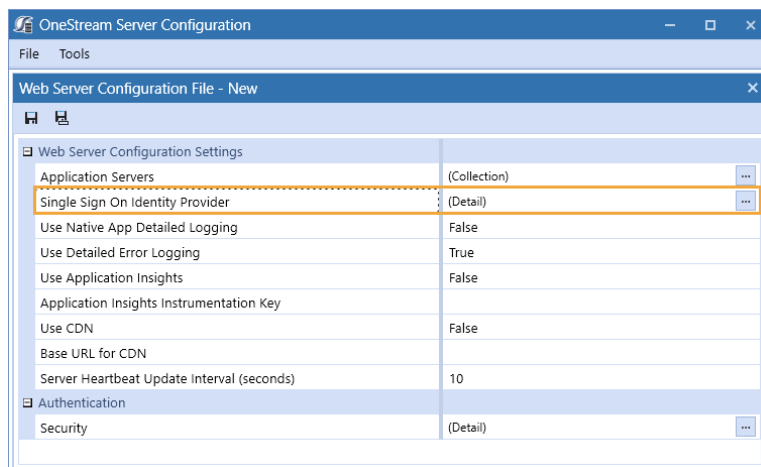 OneStream Server Configuration
File Tools
Web Server Configuration File - New
Web Server Configuration Settings
Application Servers (Collection) ...
Single Sign On Identity Provider (Detail) ...
Use Native App Detailed Logging False
Use Detailed Error Logging True
Use Application Insights False
Application Insights Instrumentation Key
Use CDN False
Base URL for CDN
Server Heartbeat Update Interval (seconds) 10
Authentication
Security (Detail) ...